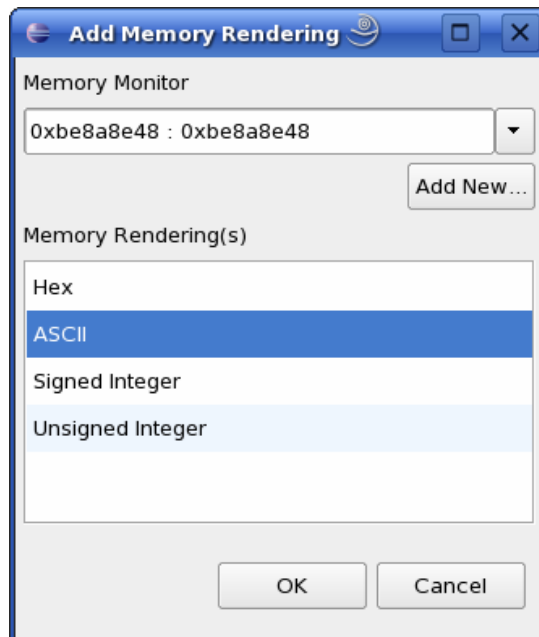 Add Memory Rendering
Memory Monitor
0xbe8a8e48 : 0xbe8a8e48
Add New...
Memory Rendering(s)
Hex
ASCII
Signed Integer
Unsigned Integer
OK
Cancel